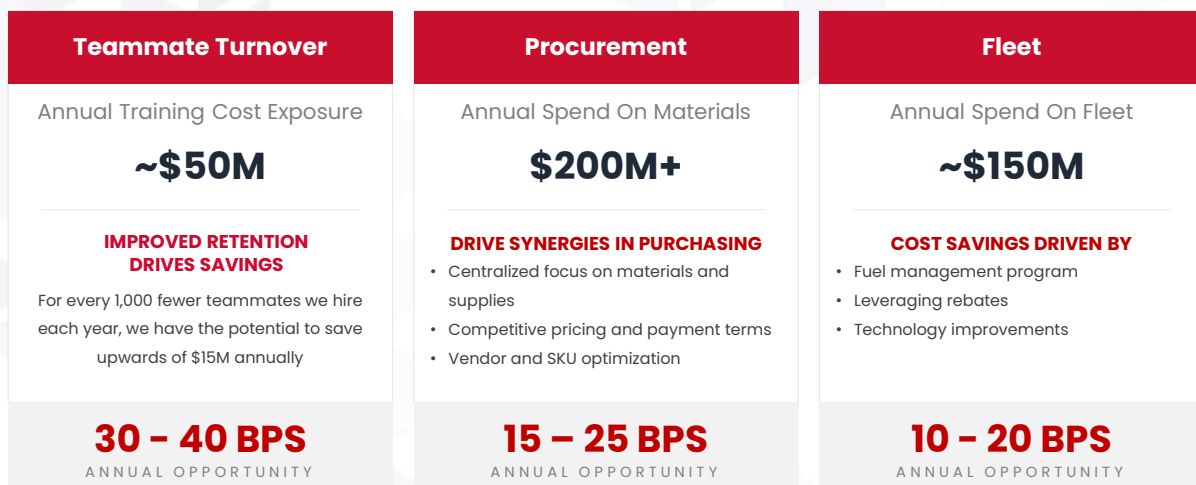 Teammate Turnover
Annual Training Cost Exposure
~$50M
IMPROVED RETENTION
DRIVES SAVINGS
For every 1,000 fewer teammates we hire
each year, we have the potential to save
upwards of $15M annually
30 - 40 BPS
ANNUAL OPPORTUNITY
Procurement
Annual Spend On Materials
$200M+
DRIVE SYNERGIES IN PURCHASING
• Centralized focus on materials and
supplies
• Competitive pricing and payment terms
• Vendor and SKU optimization
15 – 25 BPS
ANNUAL OPPORTUNITY
Fleet
Annual Spend On Fleet
~$150M
COST SAVINGS DRIVEN BY
• Fuel management program
• Leveraging rebates
• Technology improvements
10 - 20 BPS
ANNUAL OPPORTUNITY